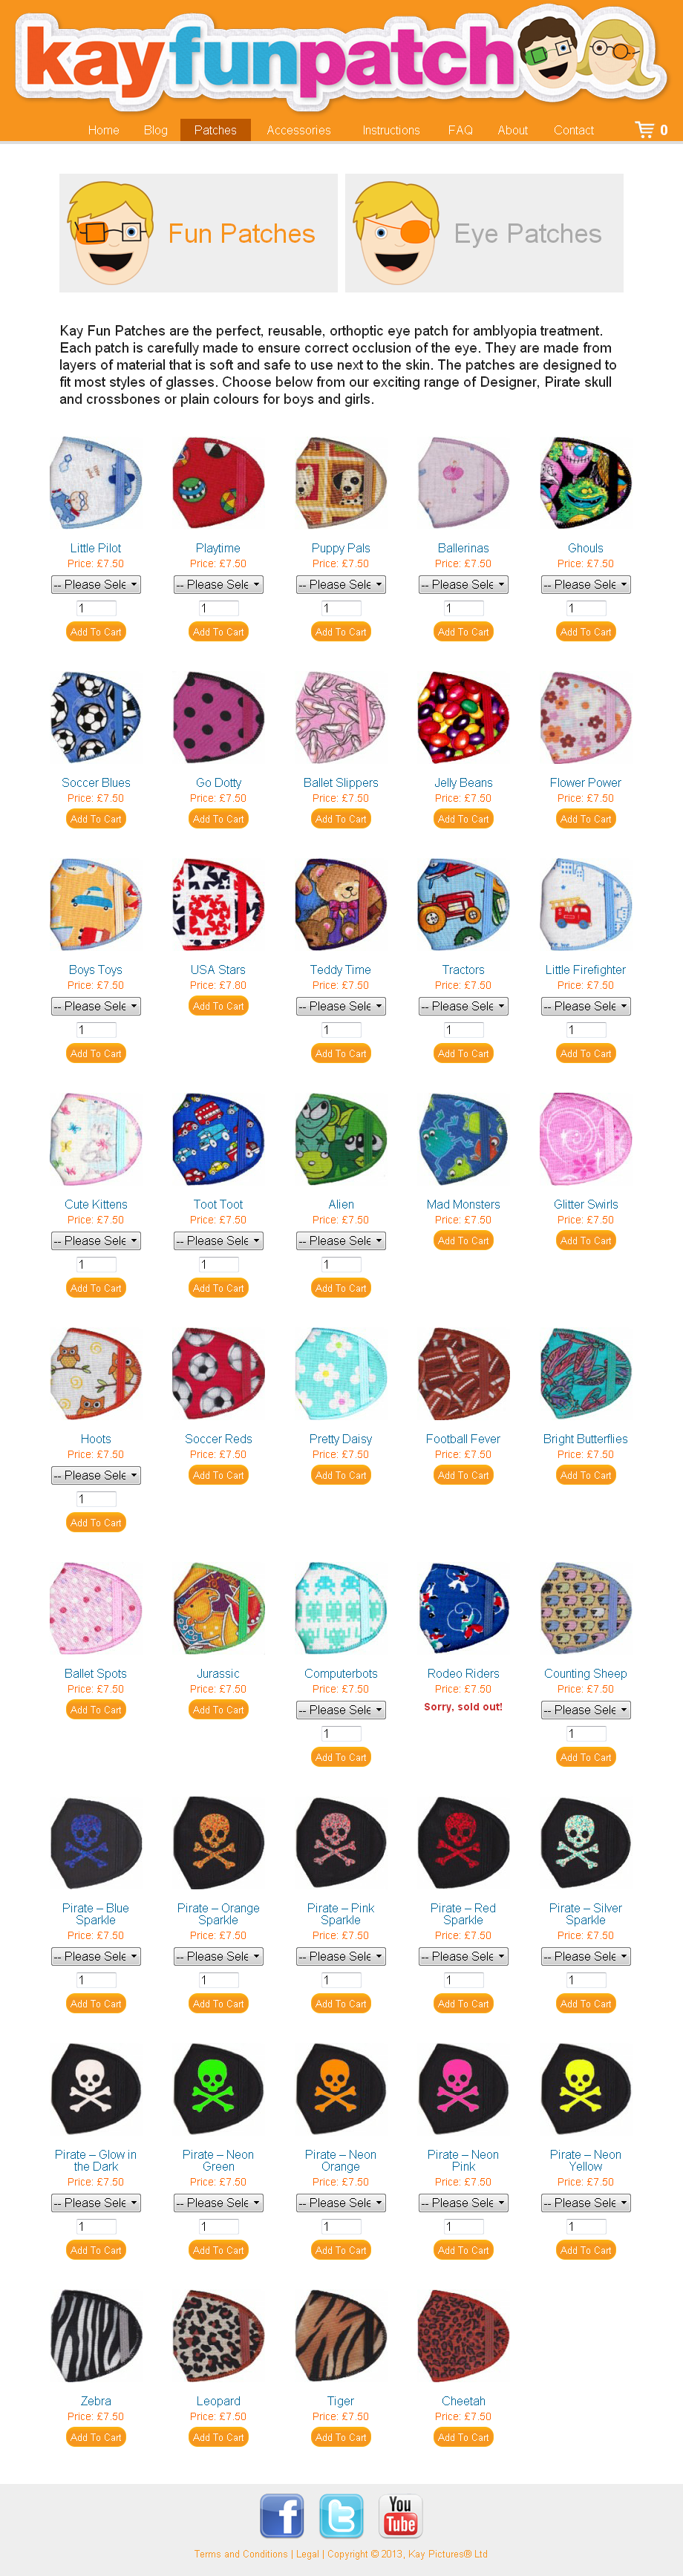 kayfunpatch
Home Blog Patches Accessories Instructions FAQ About Contact 0
Fun Patches Eye Patches
Kay Fun Patches are the perfect, reusable, orthoptic eye patch for amblyopia treatment.
Each patch is carefully made to ensure correct occlusion of the eye. They are made from
layers of material that is soft and safe to use next to the skin. The patches are designed to
fit most styles of glasses. Choose below from our exciting range of Designer, Pirate skull
and crossbones or plain colours for boys and girls.
Little Pilot Playtime Puppy Pals Ballerinas Ghouls
Price: £7.50 Price: £7.50 Price: £7.50 Price: £7.50 Price: £7.50
-- Please Sele -- Please Sele -- Please Sele -- Please Sele -- Please Sele
1 1 1 1 1
Add To Cart Add To Cart Add To Cart Add To Cart Add To Cart
Soccer Blues Go Dotty Ballet Slippers Jelly Beans Flower Power
Price: £7.50 Price: £7.50 Price: £7.50 Price: £7.50 Price: £7.50
Add To Cart Add To Cart Add To Cart Add To Cart Add To Cart
Boys Toys USA Stars Teddy Time Tractors Little Firefighter
Price: £7.50 Price: £7.80 Price: £7.50 Price: £7.50 Price: £7.50
-- Please Sele Add To Cart -- Please Sele -- Please Sele -- Please Sele
1 1 1 1
Add To Cart Add To Cart Add To Cart Add To Cart
Cute Kittens Toot Toot Alien Mad Monsters Glitter Swirls
Price: £7.50 Price: £7.50 Price: £7.50 Price: £7.50 Price: £7.50
-- Please Sele -- Please Sele -- Please Sele Add To Cart Add To Cart
1 1 1
Add To Cart Add To Cart Add To Cart
Hoots Soccer Reds Pretty Daisy Football Fever Bright Butterflies
Price: £7.50 Price: £7.50 Price: £7.50 Price: £7.50 Price: £7.50
-- Please Sele Add To Cart Add To Cart Add To Cart Add To Cart
1
Add To Cart
Ballet Spots Jurassic Computerbots Rodeo Riders Counting Sheep
Price: £7.50 Price: £7.50 Price: £7.50 Price: £7.50 Price: £7.50
Add To Cart Add To Cart -- Please Sele Sorry, sold out! -- Please Sele
1 1
Add To Cart Add To Cart
Pirate – Blue Pirate – Orange Pirate – Pink Pirate – Red Pirate – Silver
Sparkle Sparkle Sparkle Sparkle Sparkle
Price: £7.50 Price: £7.50 Price: £7.50 Price: £7.50 Price: £7.50
-- Please Sele -- Please Sele -- Please Sele -- Please Sele -- Please Sele
1 1 1 1 1
Add To Cart Add To Cart Add To Cart Add To Cart Add To Cart
Pirate – Glow in Pirate – Neon Pirate – Neon Pirate – Neon Pirate – Neon
the Dark Green Orange Pink Yellow
Price: £7.50 Price: £7.50 Price: £7.50 Price: £7.50 Price: £7.50
-- Please Sele -- Please Sele -- Please Sele -- Please Sele -- Please Sele
1 1 1 1 1
Add To Cart Add To Cart Add To Cart Add To Cart Add To Cart
Zebra Leopard Tiger Cheetah
Price: £7.50 Price: £7.50 Price: £7.50 Price: £7.50
Add To Cart Add To Cart Add To Cart Add To Cart
f t You Tube
Terms and Conditions | Legal | Copyright © 2013, Kay Pictures® Ltd